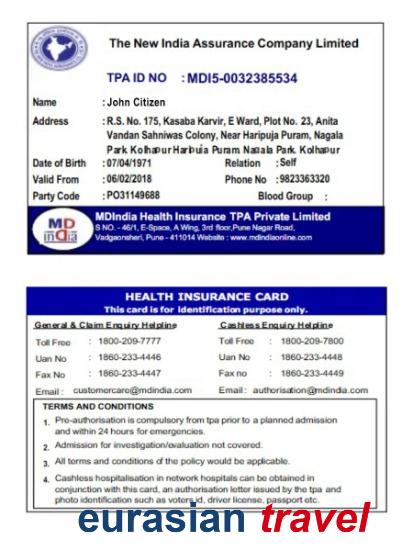 The New India Assurance Company Limited
TPA ID NO : MDI5-0032385534
Name : John Citizen
Address : R.S. No. 175, Kasaba Karvir, E Ward, Plot No. 23, Anita
Vandan Sahniwas Colony, Near Haripuja Puram, Nagala
Park Kolhapur Haripuja Puram Nagala Park Kolhapur
Date of Birth : 07/04/1971 Relation : Self
Valid From : 06/02/2018 Phone No : 9823363320
Party Code : PO31149688 Blood Group :
MD
india
MDIndia Health Insurance TPA Private Limited
S NO. - 46/1, E-Space, A Wing, 3rd floor,Pune Nagar Road,
Vadgaonsheri, Pune - 411014 Website : www.mdindiaonline.com
HEALTH INSURANCE CARD
This card is for identification purpose only.
General & Claim Enquiry Helpline Cashless Enquiry Helpline
Toll Free : 1800-209-7777 Toll Free : 1800-209-7800
Uan No : 1860-233-4446 Uan No : 1860-233-4448
Fax No : 1860-233-4447 Fax no : 1860-233-4449
Email : customercare@mdindia.com Email : authorisation@mdindia.com
TERMS AND CONDITIONS
1. Pre-authorisation is compulsory from tpa prior to a planned admission
and within 24 hours for emergencies.
2. Admission for investigation/evaluation not covered.
3. All terms and conditions of the policy would be applicable.
4. Cashless hospitalisation in network hospitals can be obtained in
conjunction with this card, an authorisation letter issued by the tpa and
photo identification such as voters id, driver license, passport etc.
eurasian travel